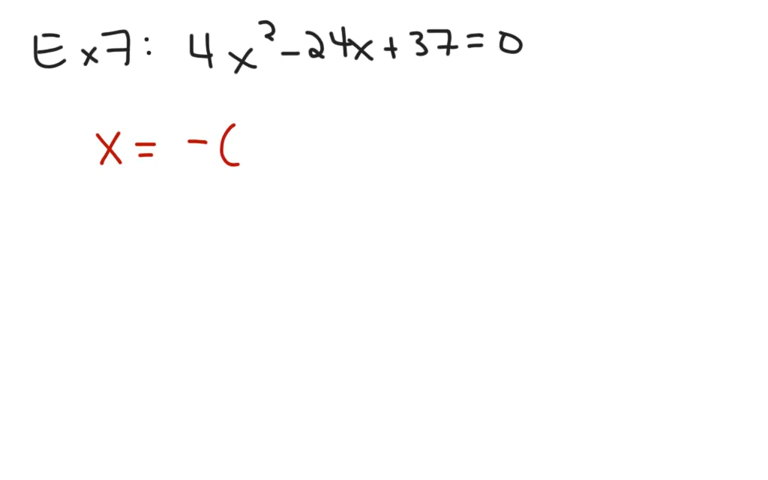 Ex7: 4x²-24x+37=0
x = -(